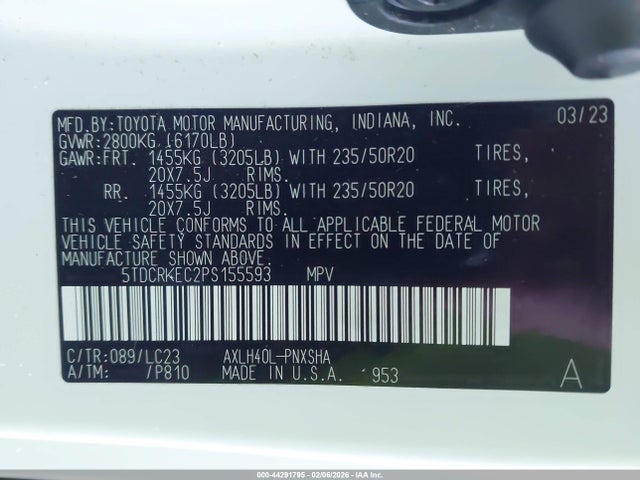 MFD.BY:TOYOTA MOTOR MANUFACTURING, INDIANA, INC. 03/23
GVWR:2800KG (6170LB)
GAWR:FRT. 1455KG (3205LB) WITH 235/50R20 TIRES,
20X7.5J RIMS.
RR. 1455KG (3205LB) WITH 235/50R20 TIRES,
20X7.5J RIMS.
THIS VEHICLE CONFORMS TO ALL APPLICABLE FEDERAL MOTOR
VEHICLE SAFETY STANDARDS IN EFFECT ON THE DATE OF
MANUFACTURE SHOWN ABOVE.
5TDCRKEC2PS155593 MPV
C/TR:089/LC23 AXLH40L-PNXSHA
A/TM: /P810 MADE IN U.S.A. 953 A
000-44291795 - 02/06/2026 - IAAI.COM